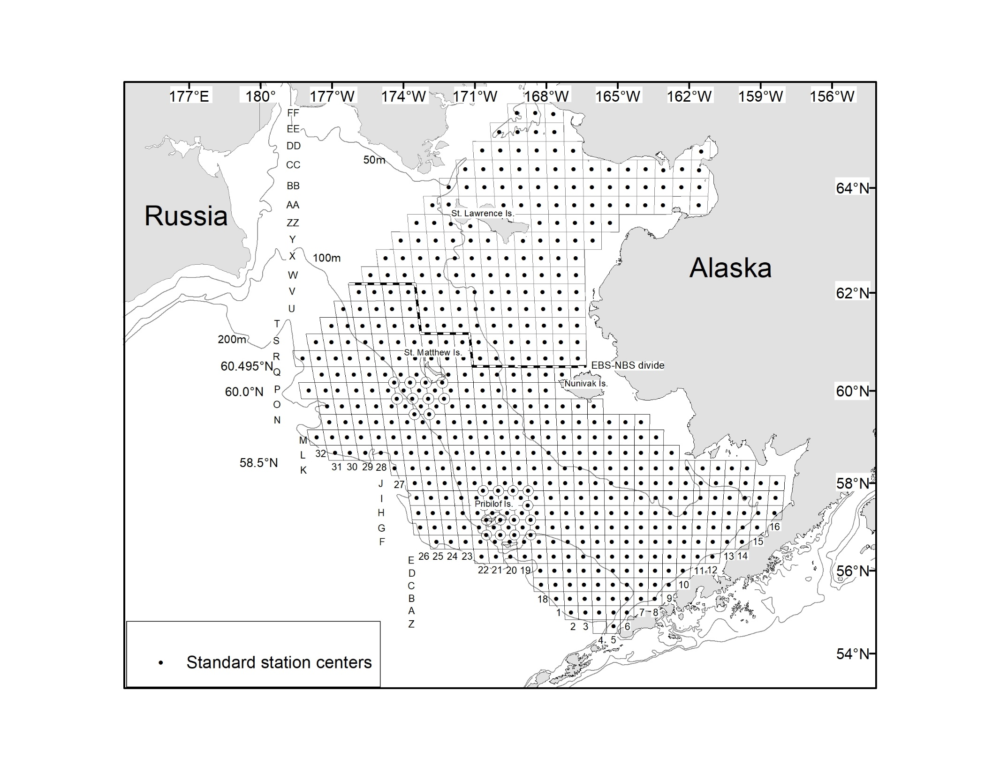 177°E 180° 177°W 174°W 171°W 168°W 165°W 162°W 159°W 156°W
FF
EE
DD
50m
CC
BB
64°N
AA
Russia
St. Lawrence Is.
ZZ
Y
X
100m
Alaska
W
V
62°N
U
T
200m
S
St. Matthew Is.
R
60.495°N
EBS-NBS divide
Q
Nunivak Is.
P
60.0°N
60°N
O
N
M
L
32
58.5°N
31 30 29 28
K
J
27
58°N
I
Pribilof Is.
H
G
16
F
15
E
26 25 24 23
13 14
D
22 21 20 19
11 12
56°N
C
10
B
18
9
A
1
7 8
Z
2 3
6
4 5
54°N
Standard station centers